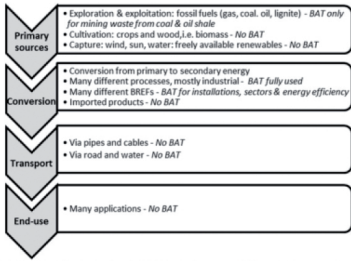 Primary
sources
• Exploration & exploitation: fossil fuels (gas, coal. oil, lignite) - BAT only
for mining waste from coal & oil shale
• Cultivation: crops and wood,i.e. biomass - No BAT
• Capture: wind, sun, water: freely available renewables - No BAT
Conversion
• Conversion from primary to secondary energy
• Many different processes, mostly industrial - BAT fully used
• Many different BREFs - BAT for installations, sectors & energy efficiency
• Imported products - No BAT
Transport
• Via pipes and cables - No BAT
• Via road and water - No BAT
End-use
• Many applications - No BAT